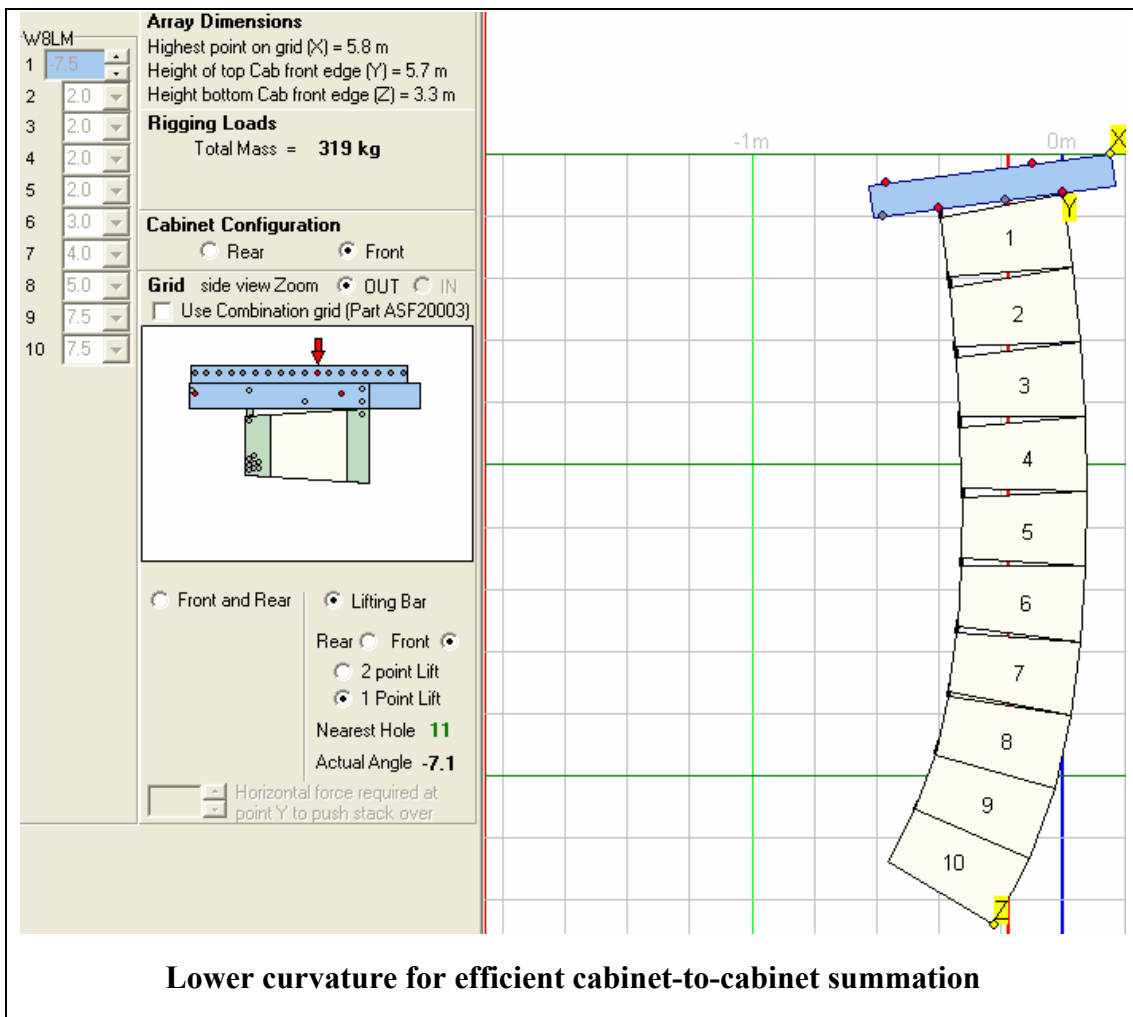 W8LM
1 -7.5
2 2.0
3 2.0
4 2.0
5 2.0
6 3.0
7 4.0
8 5.0
9 7.5
10 7.5
Array Dimensions
Highest point on grid (X) = 5.8 m
Height of top Cab front edge (Y) = 5.7 m
Height bottom Cab front edge (Z) = 3.3 m
Rigging Loads
Total Mass = 319 kg
Cabinet Configuration
Rear Front
Grid side view Zoom OUT IN
Use Combination grid (Part ASF20003)
Front and Rear Lifting Bar
Rear Front
2 point Lift
1 Point Lift
Nearest Hole 11
Actual Angle -7.1
Horizontal force required at
point Y to push stack over
-1m 0m
X
Y
1
2
3
4
5
6
7
8
9
10
Z
Lower curvature for efficient cabinet-to-cabinet summation